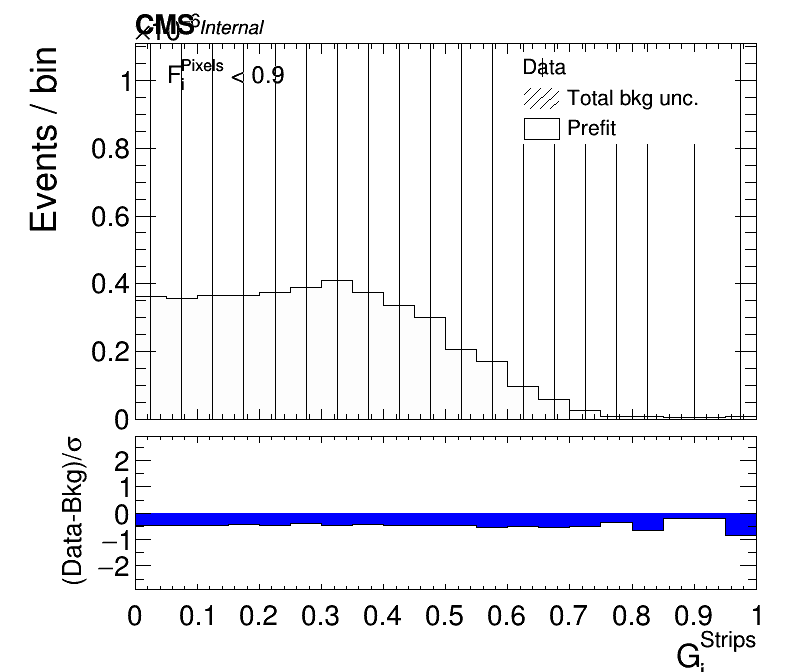 CMS Internal
×10⁻⁶
Events / bin
F_i^Pixels < 0.9
Data
Total bkg unc.
Prefit
1
0.8
0.6
0.4
0.2
0
(Data-Bkg)/σ
2
1
0
−1
−2
0 0.1 0.2 0.3 0.4 0.5 0.6 0.7 0.8 0.9 1
G_i^Strips